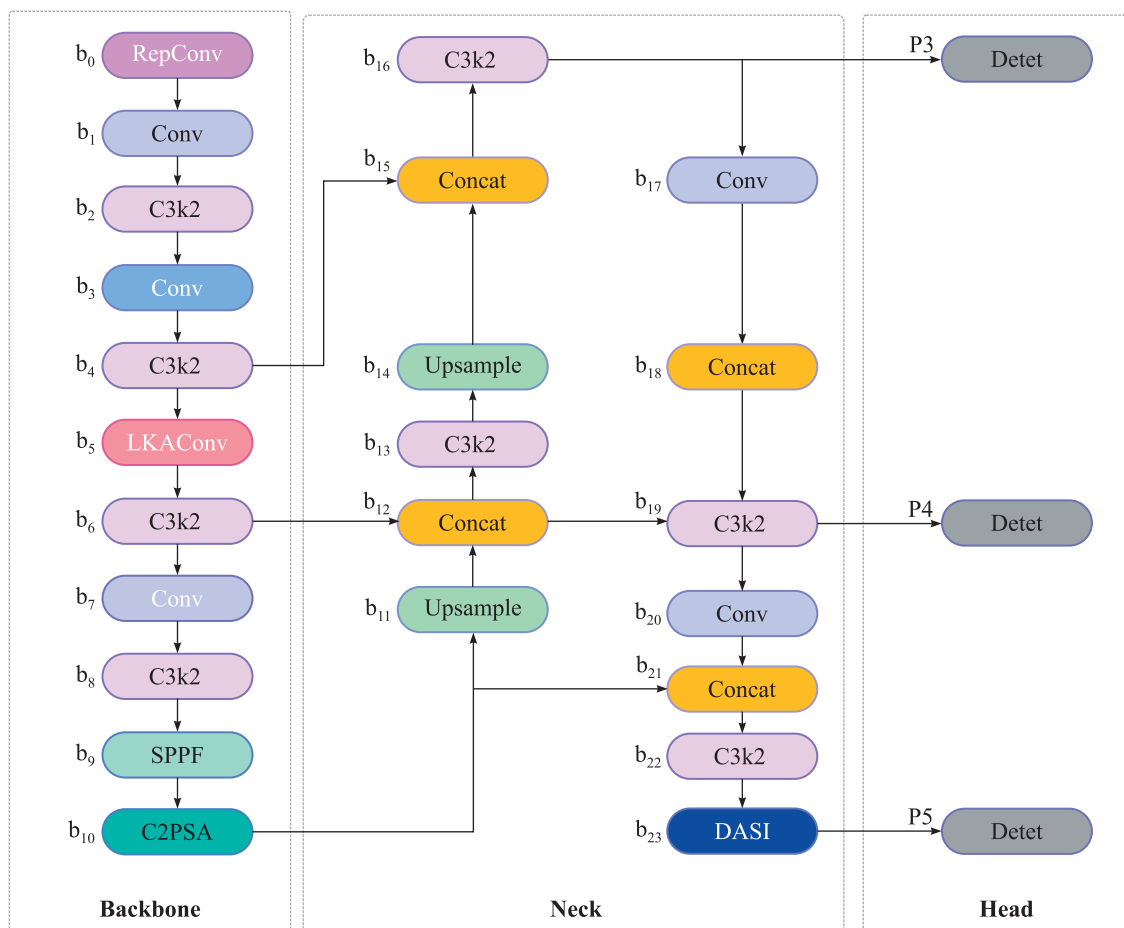 b0 RepConv
b1 Conv
b2 C3k2
b3 Conv
b4 C3k2
b5 LKAConv
b6 C3k2
b7 Conv
b8 C3k2
b9 SPPF
b10 C2PSA
Backbone
b16 C3k2
b15 Concat
b14 Upsample
b13 C3k2
b12 Concat
b11 Upsample
b17 Conv
b18 Concat
b19 C3k2
b20 Conv
b21 Concat
b22 C3k2
b23 DASI
Neck
P3 Detet
P4 Detet
P5 Detet
Head